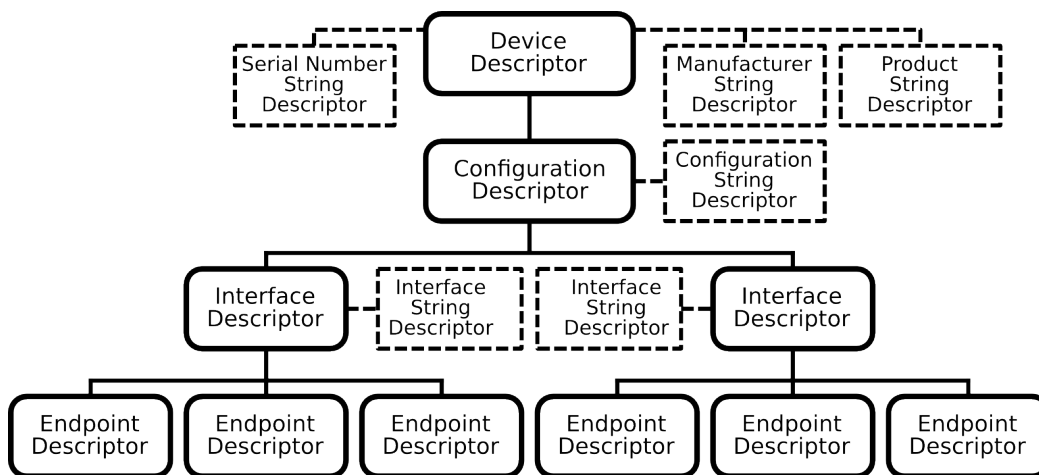 Device
Descriptor
Serial Number
String
Descriptor
Manufacturer
String
Descriptor
Product
String
Descriptor
Configuration
Descriptor
Configuration
String
Descriptor
Interface
Descriptor
Interface
String
Descriptor
Interface
String
Descriptor
Interface
Descriptor
Endpoint
Descriptor
Endpoint
Descriptor
Endpoint
Descriptor
Endpoint
Descriptor
Endpoint
Descriptor
Endpoint
Descriptor